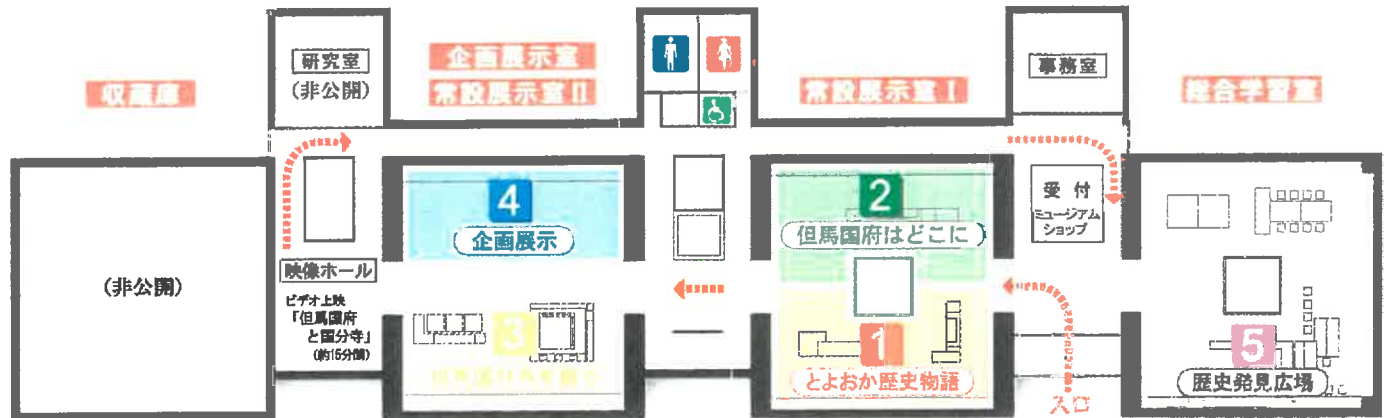 収蔵庫
研究室
(非公開)
企画展示室
常設展示室Ⅱ
常設展示室Ⅰ
事務室
総合学習室
(非公開)
映像ホール
ビデオ上映
「但馬国府
と国分寺」
(約15分間)
4
企画展示
3
2
但馬国府はどこに
1
とよおか歴史物語
受付
ミュージアム
ショップ
入口
5
歴史発見広場